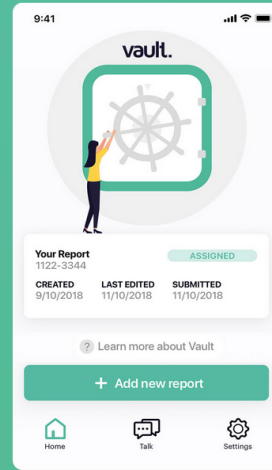 9:41
vault.
Your Report
1122-3344
ASSIGNED
CREATED LAST EDITED SUBMITTED
9/10/2018 11/10/2018 11/10/2018
? Learn more about Vault
+ Add new report
Home Talk Settings